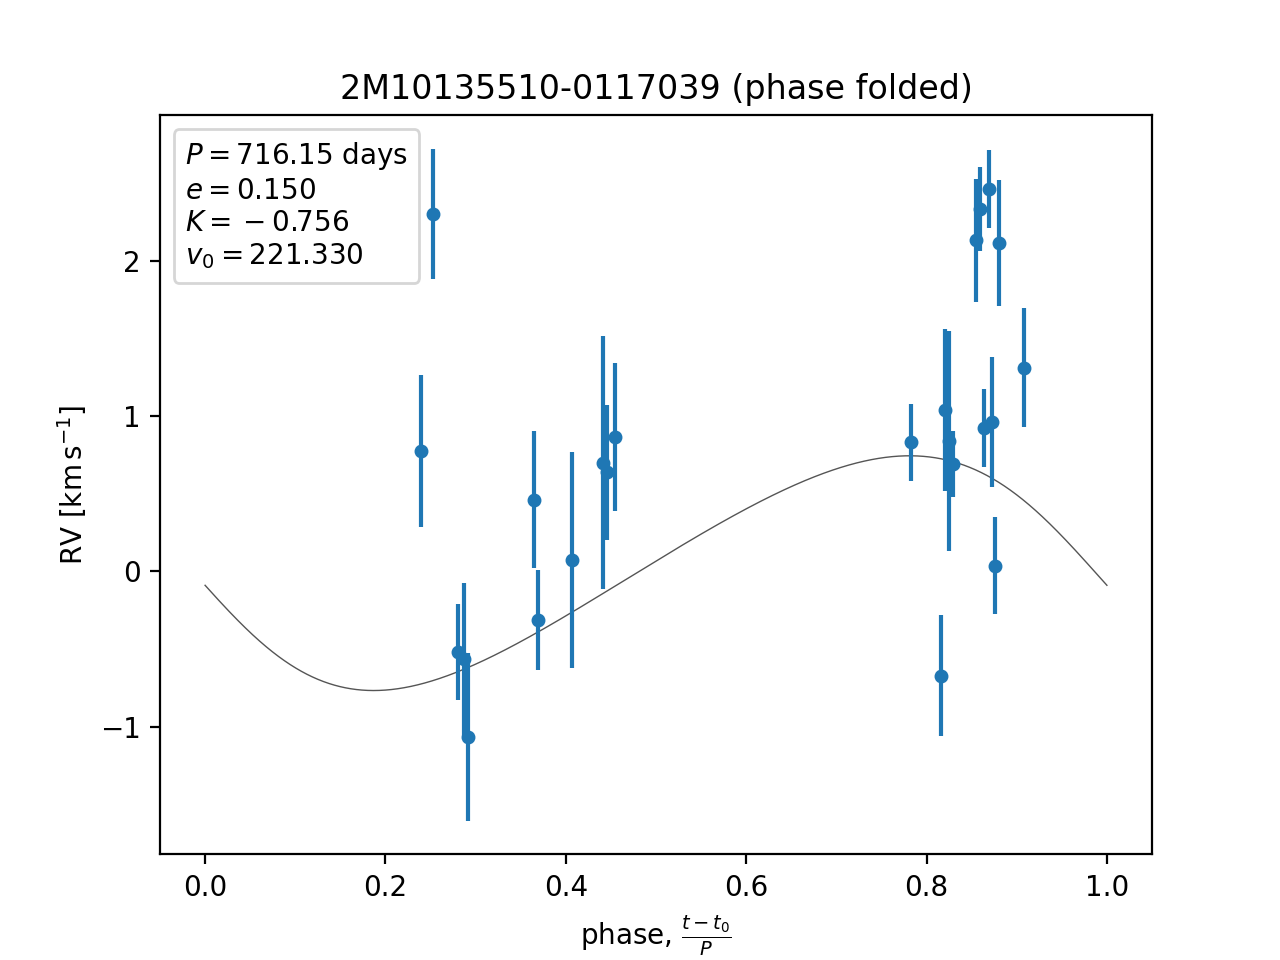 2M10135510-0117039 (phase folded)
P = 716.15 days
e = 0.150
K = −0.756
v₀ = 221.330
RV [km s⁻¹]
2
1
0
−1
0.0 0.2 0.4 0.6 0.8 1.0
phase, (t − t₀)/P